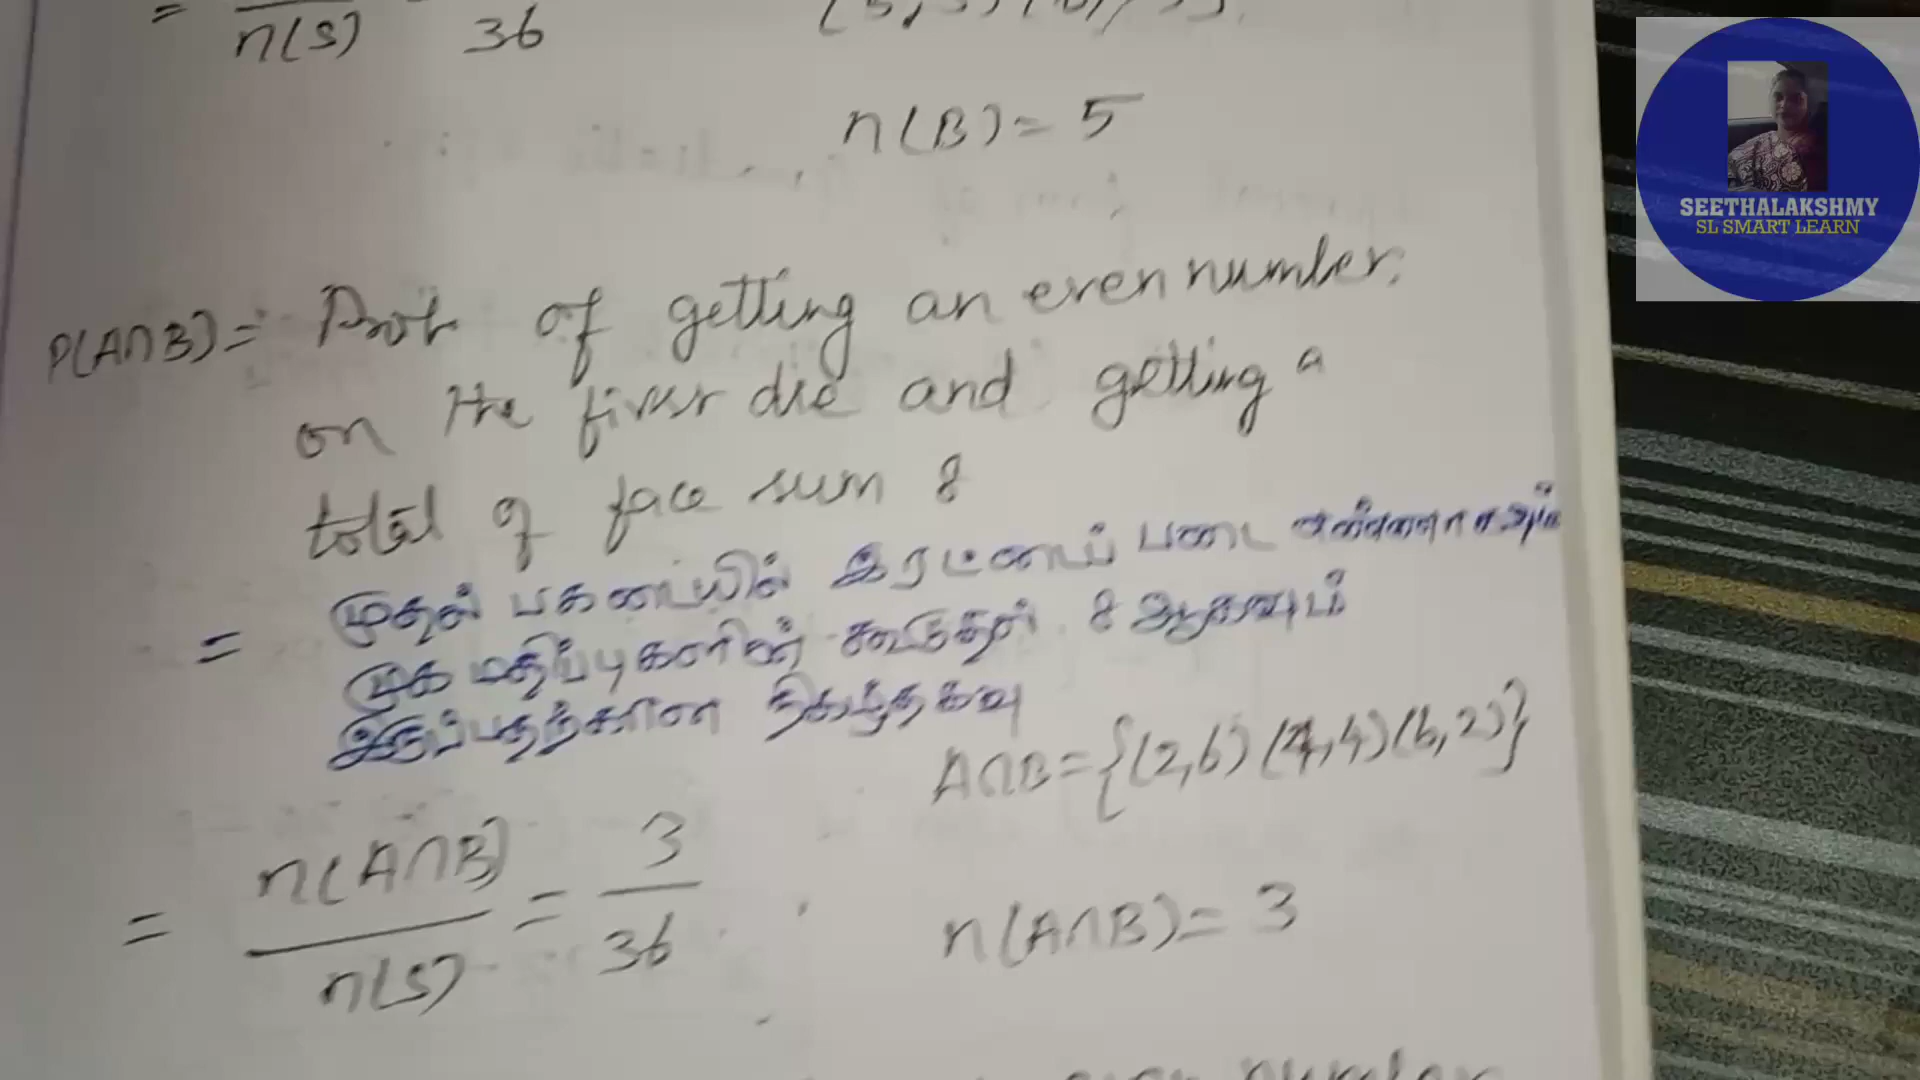 = n(S) 36
n(B) = 5
P(A∩B) = Prob of getting an even number
on the first die and getting a
total of face sum 8
= முதல் பகடையில் இரட்டைப் படை எண்ணாகவும்
முக மதிப்புகளின் கூடுதல் 8 ஆகவும்
இருப்பதற்கான நிகழ்தகவு
A∩B = {(2,6) (4,4) (6,2)}
= n(A∩B) / n(S) = 3 / 36
n(A∩B) = 3
number
SEETHALAKSHMY
SL SMART LEARN